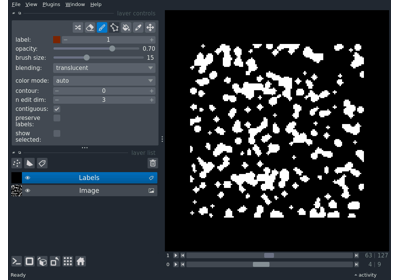 File View Plugins Window Help
layer controls
label: 1
opacity: 0.70
brush size: 15
blending: translucent
color mode: auto
contour: 0
n edit dim: 3
contiguous:
preserve
labels:
show
selected:
layer list
Labels
Image
1 63 127
0 4 9
Ready activity